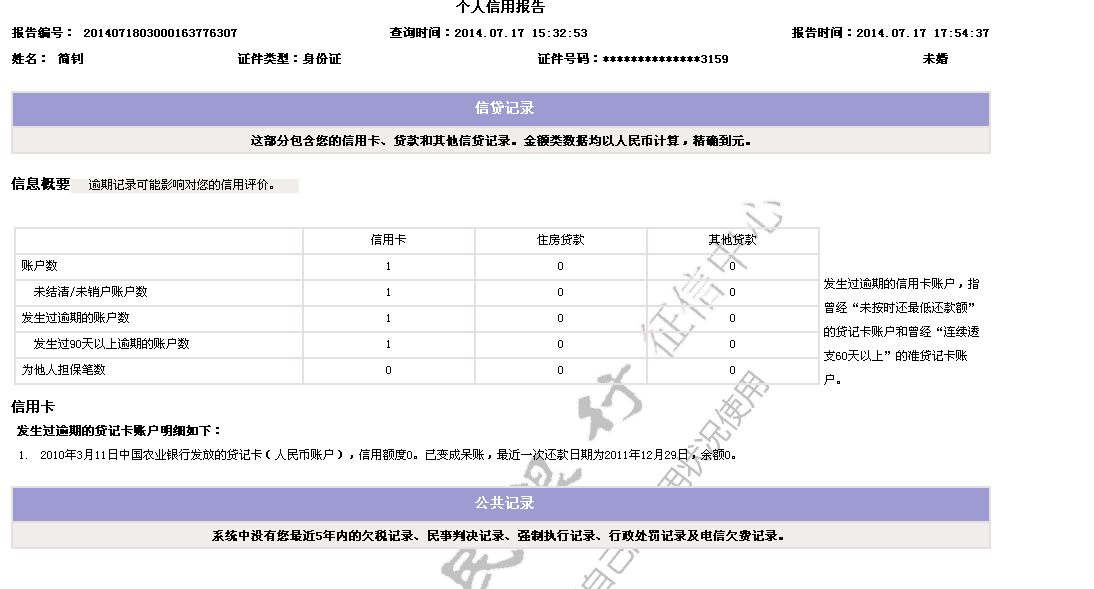 个人信用报告
报告编号： 2014071803000163776307 查询时间：2014.07.17 15:32:53 报告时间：2014.07.17 17:54:37
姓名： 简钊 证件类型：身份证 证件号码：**************3159 未婚
信贷记录
这部分包含您的信用卡、贷款和其他信贷记录。金额类数据均以人民币计算，精确到元。
信息概要 逾期记录可能影响对您的信用评价。
信用卡 住房贷款 其他贷款
账户数 1 0 0
未结清/未销户账户数 1 0 0
发生过逾期的账户数 1 0 0
发生过90天以上逾期的账户数 1 0 0
为他人担保笔数 0 0 0
发生过逾期的信用卡账户，指
曾经“未按时还最低还款额”
的贷记卡账户和曾经“连续透
支60天以上”的准贷记卡账
户。
信用卡
发生过逾期的贷记卡账户明细如下：
1. 2010年3月11日中国农业银行发放的贷记卡（人民币账户），信用额度0。已变成呆账，最近一次还款日期为2011年12月29日，余额0。
公共记录
系统中没有您最近5年内的欠税记录、民事判决记录、强制执行记录、行政处罚记录及电信欠费记录。
民 银行 征信中心
自己 用状况使用